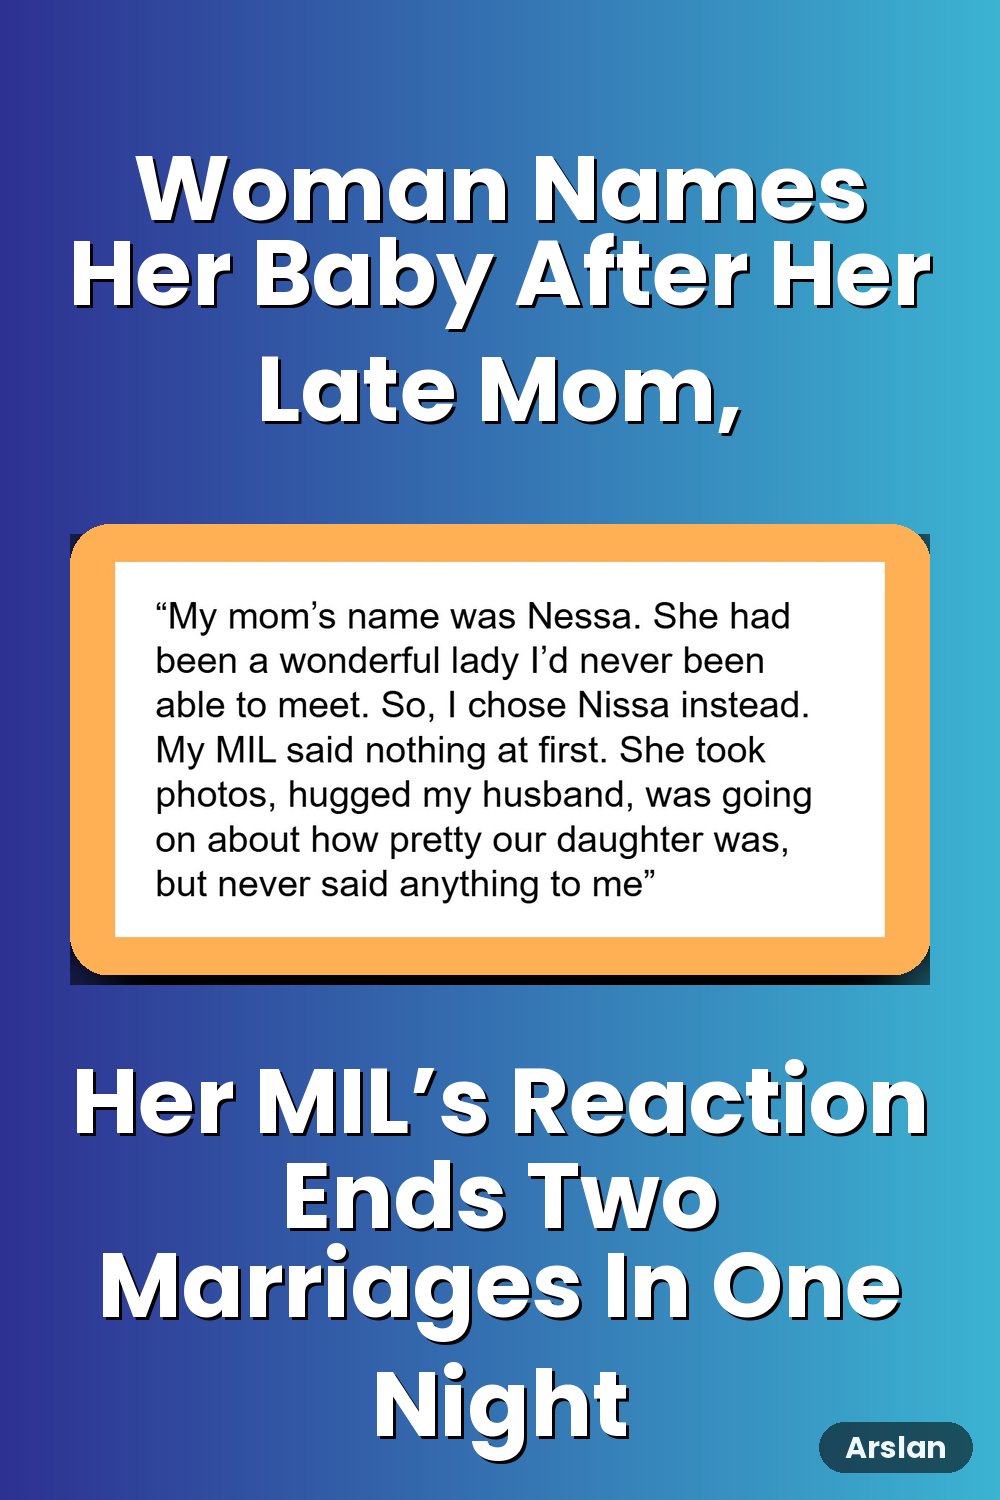 Woman Names
Her Baby After Her
Late Mom,
“My mom’s name was Nessa. She had
been a wonderful lady I’d never been
able to meet. So, I chose Nissa instead.
My MIL said nothing at first. She took
photos, hugged my husband, was going
on about how pretty our daughter was,
but never said anything to me”
Her MIL’s Reaction
Ends Two
Marriages In One
Night
Arslan